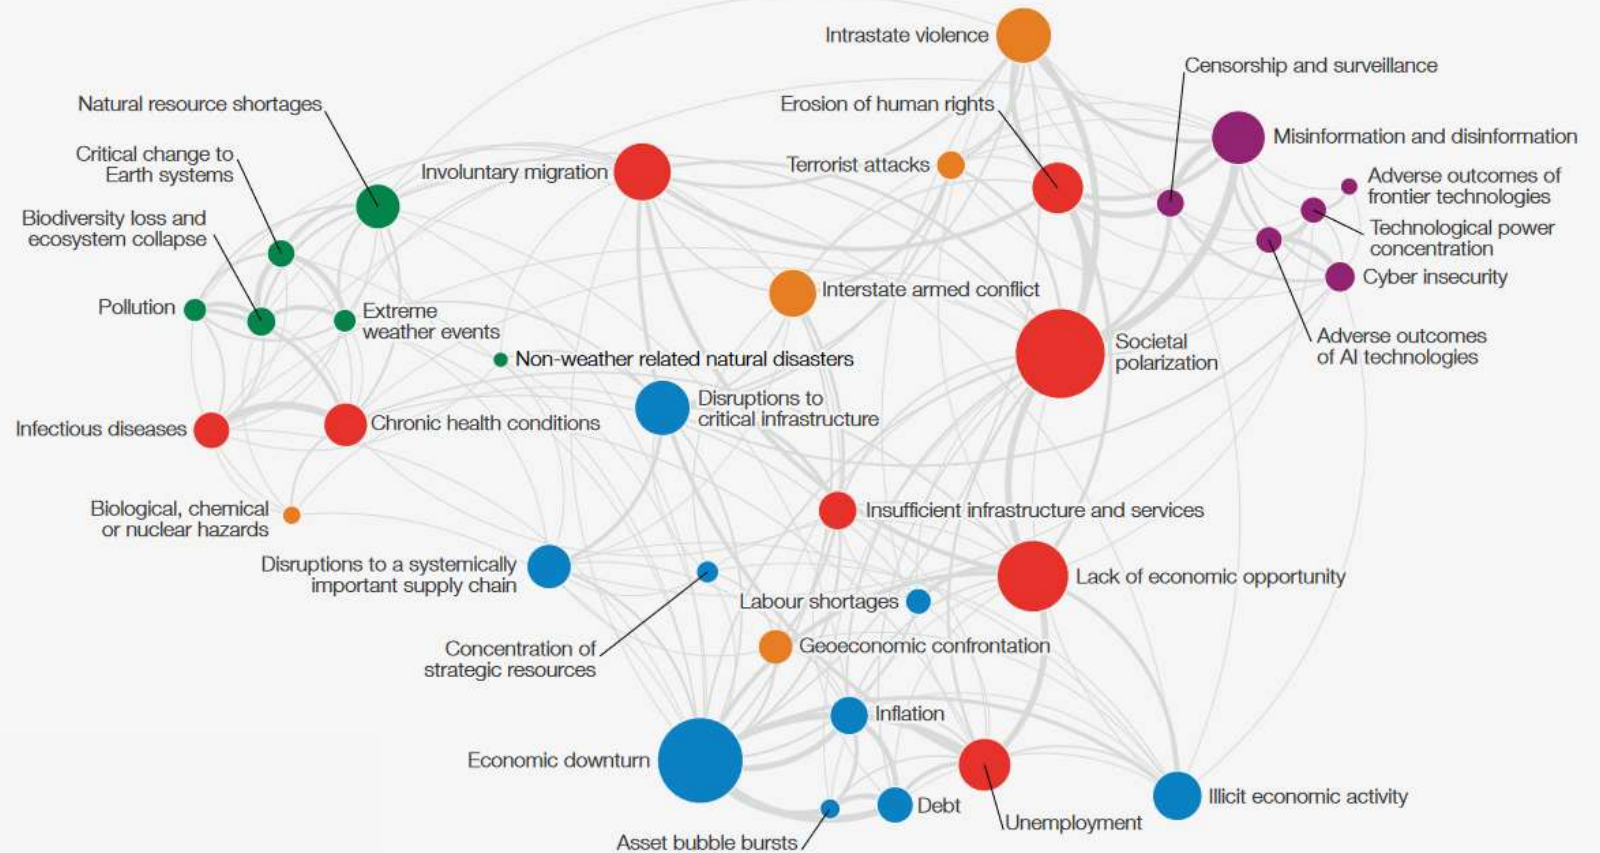 Intrastate violence
Censorship and surveillance
Natural resource shortages
Erosion of human rights
Misinformation and disinformation
Critical change to
Earth systems
Involuntary migration
Terrorist attacks
Adverse outcomes of
frontier technologies
Biodiversity loss and
ecosystem collapse
Technological power
concentration
Cyber insecurity
Interstate armed conflict
Pollution
Extreme
weather events
Adverse outcomes
of AI technologies
Societal
polarization
Non-weather related natural disasters
Disruptions to
critical infrastructure
Infectious diseases
Chronic health conditions
Biological, chemical
or nuclear hazards
Insufficient infrastructure and services
Disruptions to a systemically
important supply chain
Lack of economic opportunity
Labour shortages
Concentration of
strategic resources
Geoeconomic confrontation
Inflation
Economic downturn
Illicit economic activity
Debt
Unemployment
Asset bubble bursts